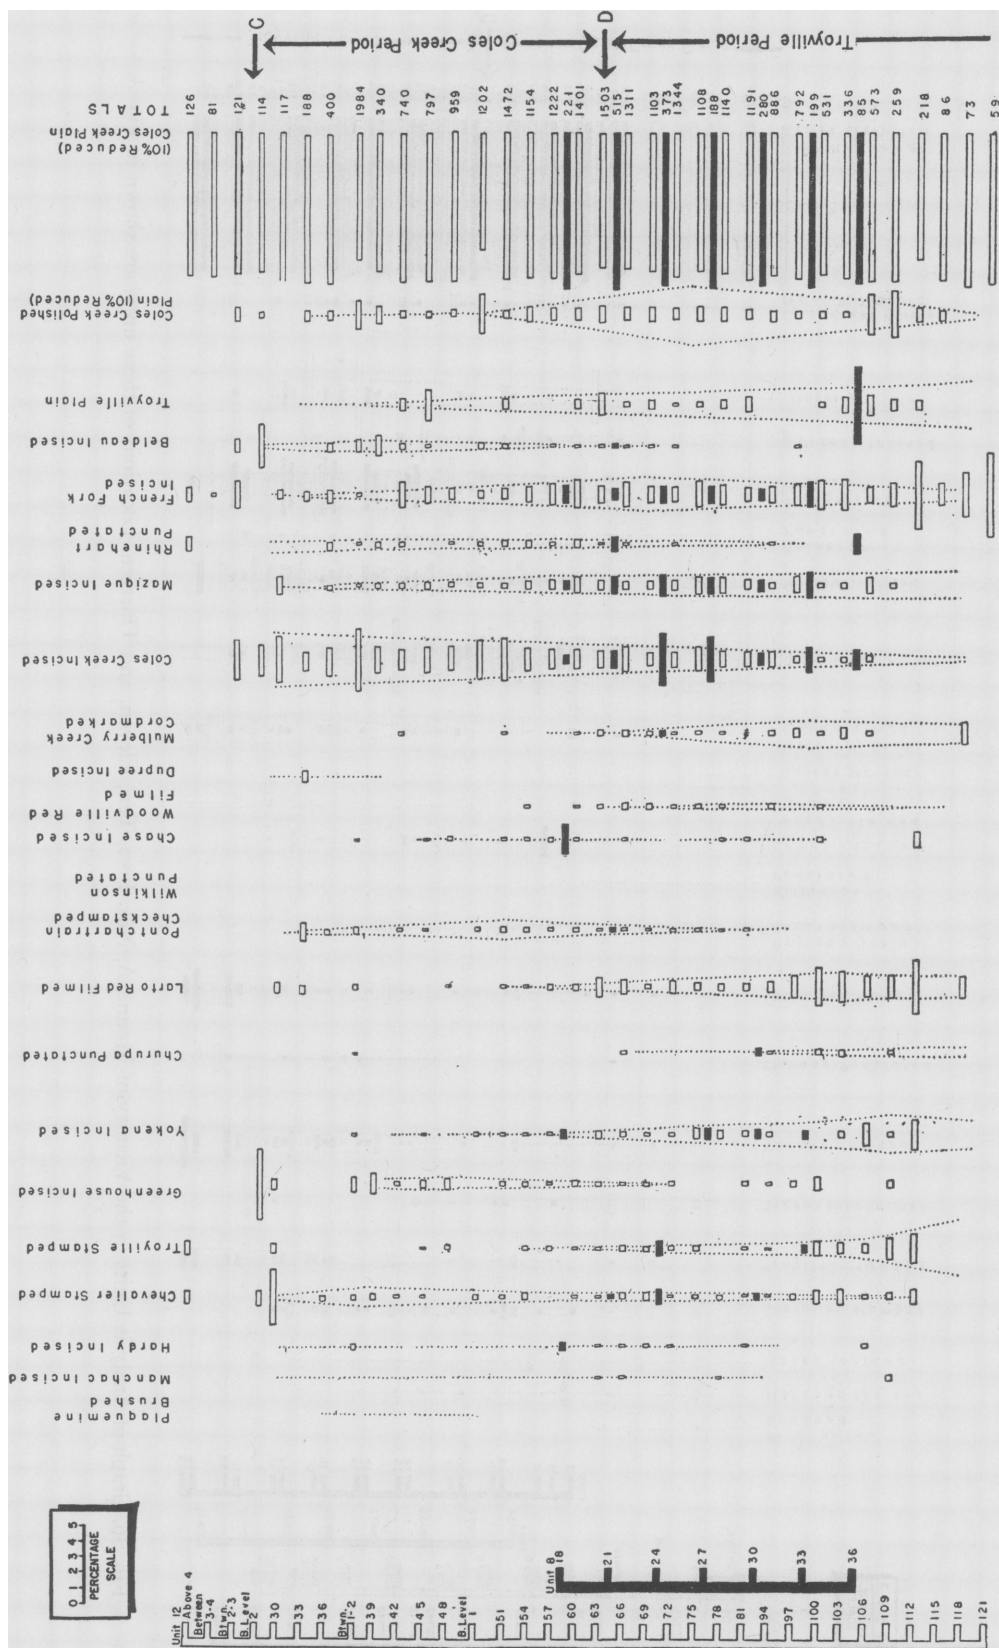 C
Coles Creek Period
D
Troyville Period
TOTALS
126
81
121
114
117
188
400
1984
340
740
797
959
1202
1472
1154
1222
221
1401
1503
515
1311
1103
373
1344
1108
188
1140
1191
280
886
792
199
531
336
85
573
259
218
86
73
59
Coles Creek Plain
(10% Reduced)
Coles Creek Polished
Plain (10% Reduced)
Troyville Plain
Beldeau Incised
French Fork
Incised
Rhinehart
Punctated
Mazique Incised
Coles Creek Incised
Mulberry Creek
Cordmarked
Dupree Incised
Woodville Red
Filmed
Chase Incised
Wilkinson
Punctated
Pontchartrain
Checkstamped
Larto Red Filmed
Churupa Punctated
Yokena Incised
Greenhouse Incised
Troyville Stamped
Chevalier Stamped
Hardy Incised
Manchac Incised
Plaquemine
Brushed
0 1 2 3 4 5
PERCENTAGE
SCALE
Unit 8
18
21
24
27
30
33
36
Unit 12
Above 4
Between
3-4
Btwn.
2-3
B. Level
2
30
33
36
Btwn.
1-2
39
42
45
48
B. Level
1
51
54
57
60
63
66
69
72
75
78
81
94
97
100
103
106
109
112
115
118
121